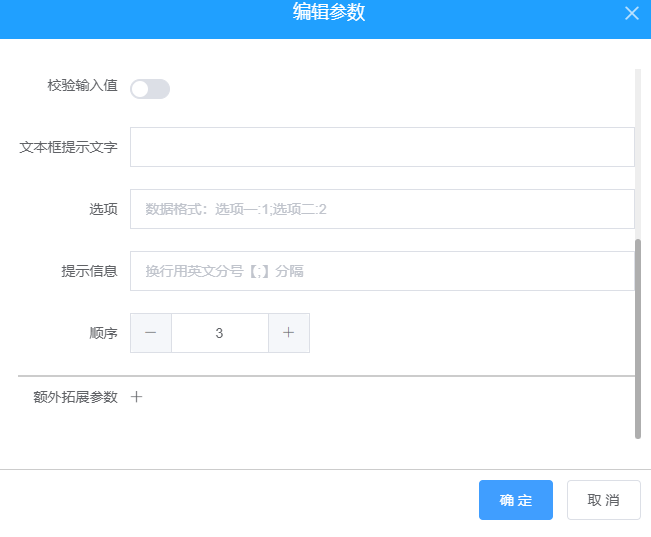 编辑参数
校验输入值
文本框提示文字
选项 数据格式：选项一:1;选项二:2
提示信息 换行用英文分号【;】分隔
顺序 3
额外拓展参数
确 定 取 消